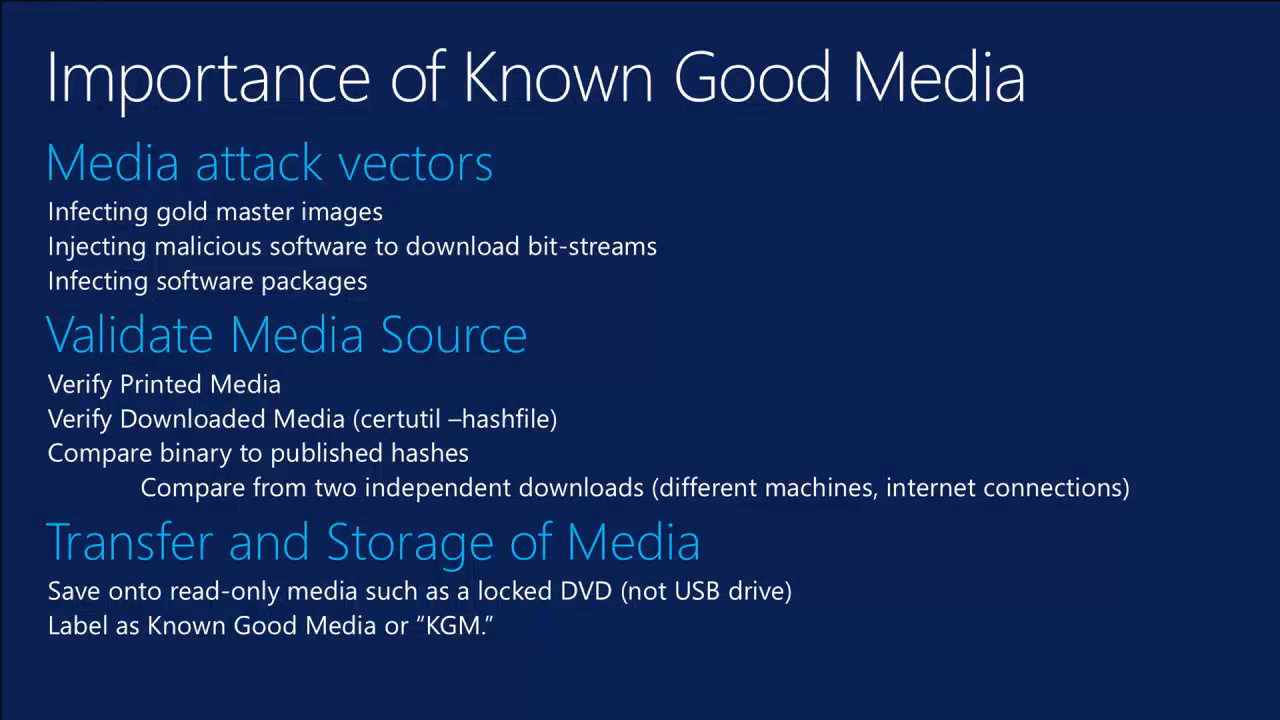 Importance of Known Good Media
Media attack vectors
Infecting gold master images
Injecting malicious software to download bit-streams
Infecting software packages
Validate Media Source
Verify Printed Media
Verify Downloaded Media (certutil –hashfile)
Compare binary to published hashes
Compare from two independent downloads (different machines, internet connections)
Transfer and Storage of Media
Save onto read-only media such as a locked DVD (not USB drive)
Label as Known Good Media or “KGM.”